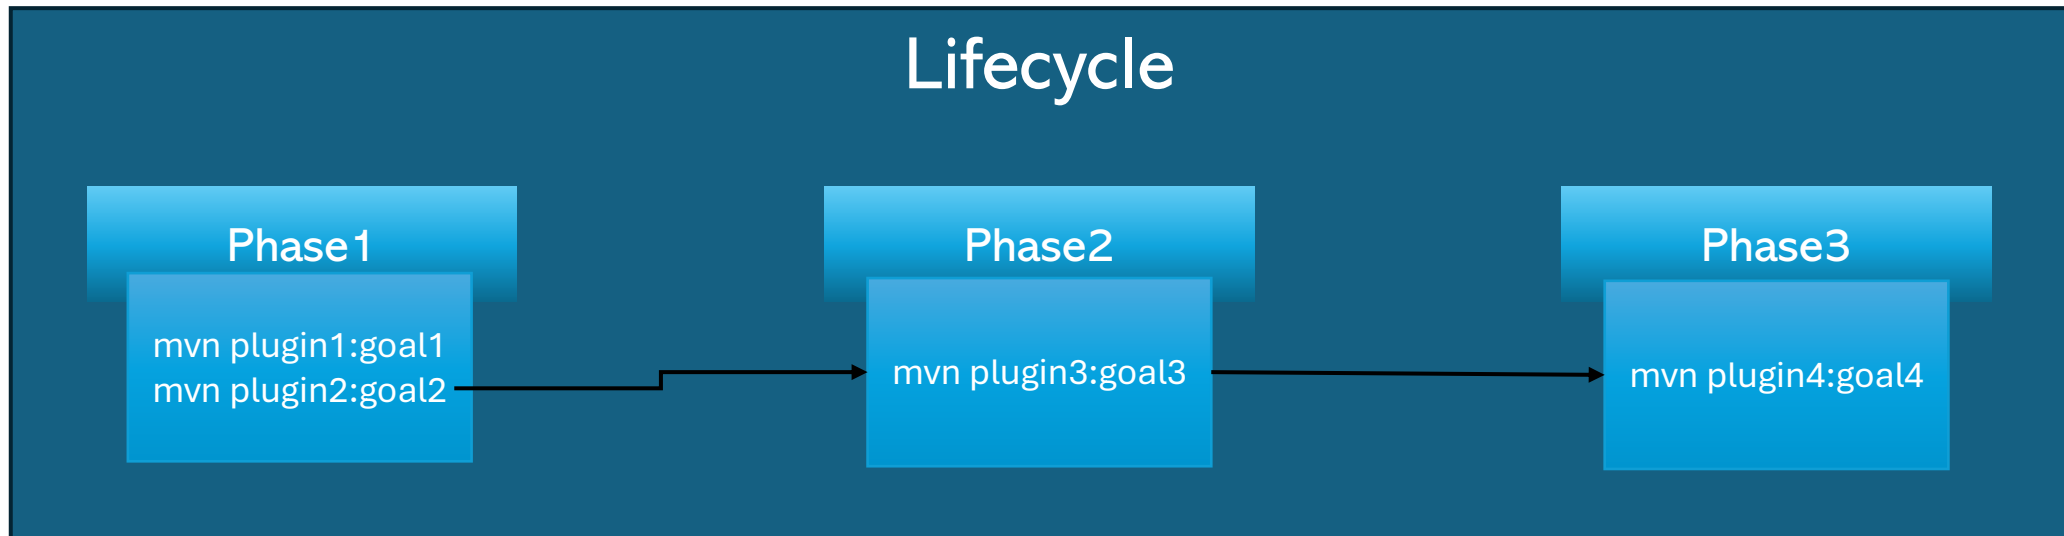 Lifecycle
Phase1
mvn plugin1:goal1
mvn plugin2:goal2
Phase2
mvn plugin3:goal3
Phase3
mvn plugin4:goal4